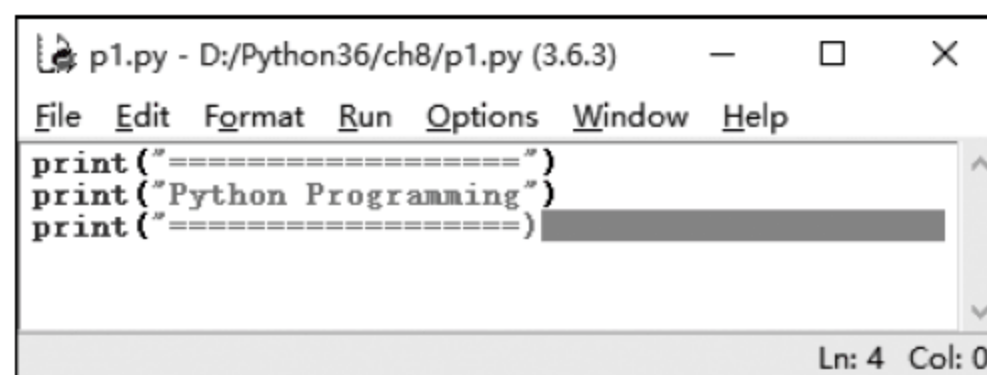 p1.py - D:/Python36/ch8/p1.py (3.6.3)
File Edit Format Run Options Window Help
print("==================")
print("Python Programming")
print("==================)
Ln: 4 Col: 0